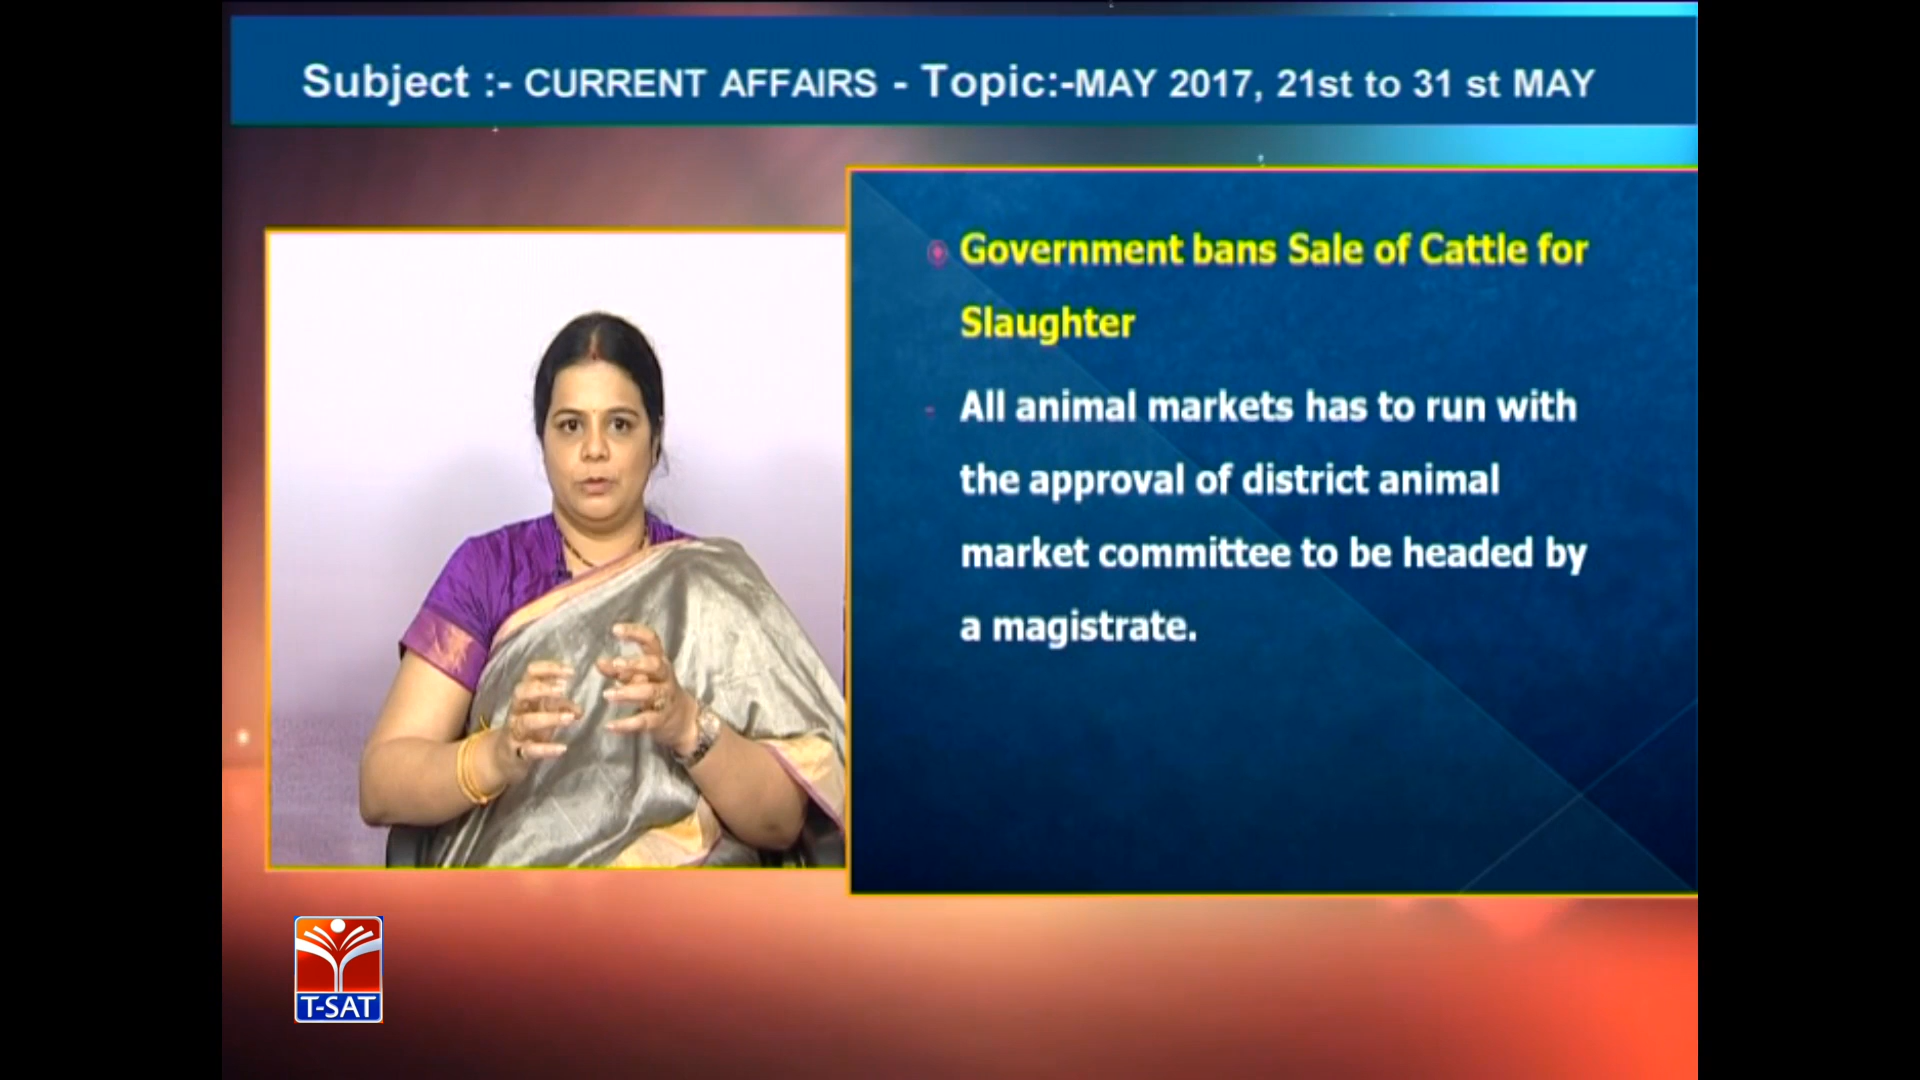 Subject :- CURRENT AFFAIRS - Topic:-MAY 2017, 21st to 31 st MAY
Government bans Sale of Cattle for
Slaughter
- All animal markets has to run with
the approval of district animal
market committee to be headed by
a magistrate.
T-SAT